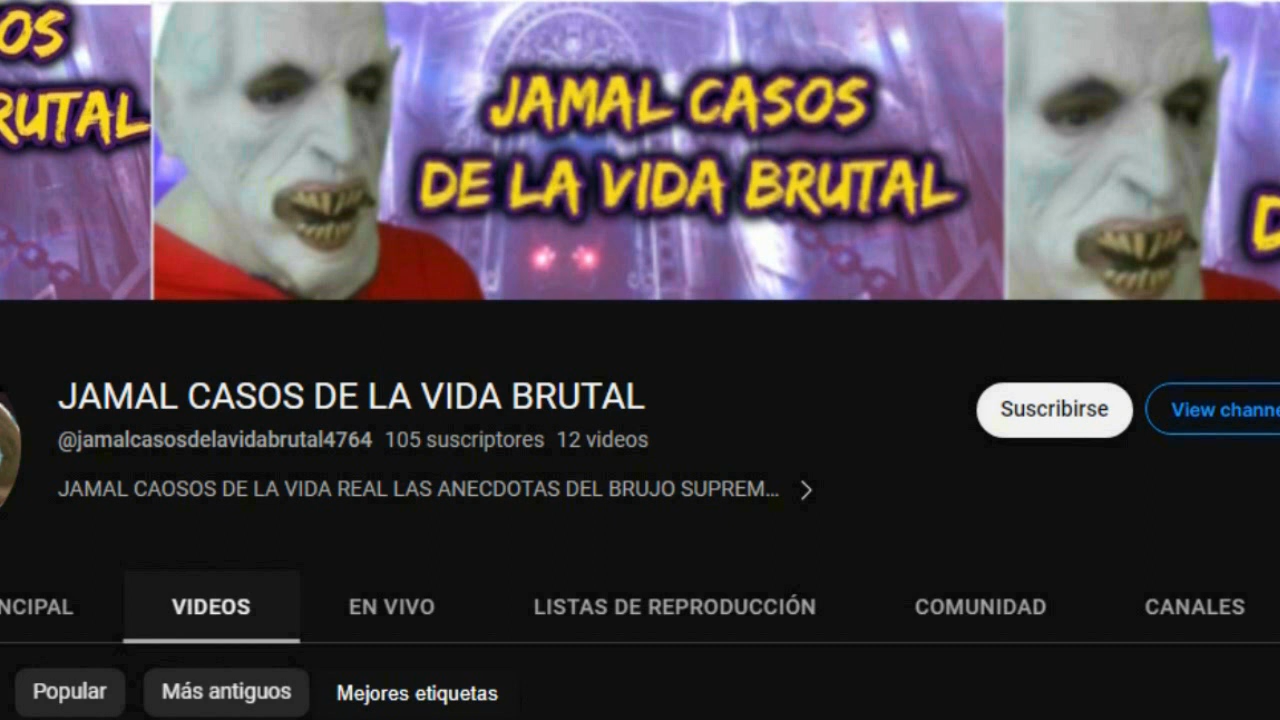 OS
RUTAL
JAMAL CASOS
DE LA VIDA BRUTAL
D
JAMAL CASOS DE LA VIDA BRUTAL
@jamalcasosdelavidabrutal4764 105 suscriptores 12 videos
JAMAL CAOSOS DE LA VIDA REAL LAS ANECDOTAS DEL BRUJO SUPREM...
Suscribirse
View channe
NCIPAL VIDEOS EN VIVO LISTAS DE REPRODUCCIÓN COMUNIDAD CANALES
Popular Más antiguos Mejores etiquetas